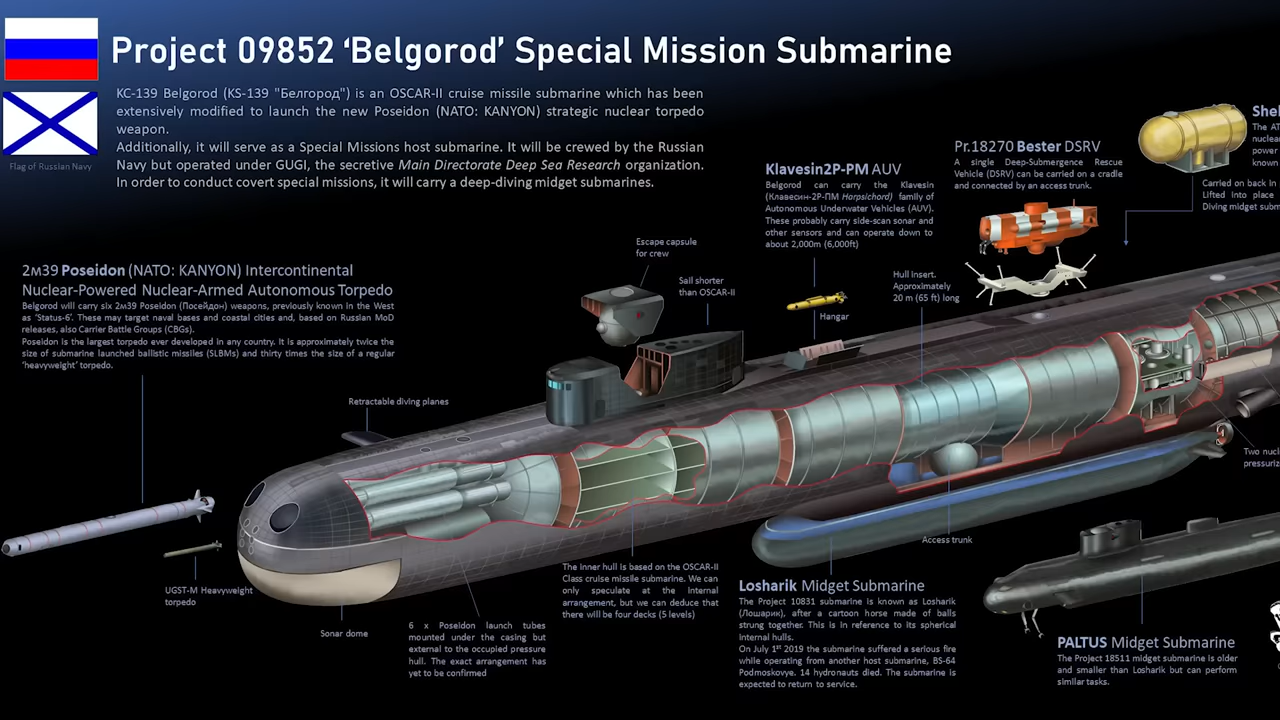 Project 09852 ‘Belgorod’ Special Mission Submarine
KC-139 Belgorod (KS-139 "Белгород") is an OSCAR-II cruise missile submarine which has been
extensively modified to launch the new Poseidon (NATO: KANYON) strategic nuclear torpedo
weapon.
Additionally, it will serve as a Special Missions host submarine. It will be crewed by the Russian
Navy but operated under GUGI, the secretive Main Directorate Deep Sea Research organization.
In order to conduct covert special missions, it will carry a deep-diving midget submarines.
Flag of Russian Navy
2м39 Poseidon (NATO: KANYON) Intercontinental
Nuclear-Powered Nuclear-Armed Autonomous Torpedo
Belgorod will carry six 2м39 Poseidon (Посейдон) weapons, previously known in the West
as ‘Status-6’. These may target naval bases and coastal cities and, based on Russian MoD
releases, also Carrier Battle Groups (CBGs).
Poseidon is the largest torpedo ever developed in any country. It is approximately twice the
size of submarine launched ballistic missiles (SLBMs) and thirty times the size of a regular
‘heavyweight’ torpedo.
Retractable diving planes
Escape capsule
for crew
Sail shorter
than OSCAR-II
Klavesin2P-PM AUV
Belgorod can carry the Klavesin
(Клавесин-2Р-ПМ Harpsichord) family of
Autonomous Underwater Vehicles (AUV).
These probably carry side-scan sonar and
other sensors and can operate down to
about 2,000m (6,000ft)
Hangar
Hull insert.
Approximately
20 m (65 ft) long
Pr.18270 Bester DSRV
A single Deep-Submergence Rescue
Vehicle (DSRV) can be carried on a cradle
and connected by an access trunk.
Shel
The AT
nuclear
power
known
Carried on back in
Lifted into place
Diving midget subm
Two nucl
pressuriz
UGST-M Heavyweight
torpedo
Sonar dome
6 x Poseidon launch tubes
mounted under the casing but
external to the occupied pressure
hull. The exact arrangement has
yet to be confirmed
The inner hull is based on the OSCAR-II
Class cruise missile submarine. We can
only speculate at the internal
arrangement, but we can deduce that
there will be four decks (5 levels)
Access trunk
Losharik Midget Submarine
The Project 10831 submarine is known as Losharik
(Лошарик), after a cartoon horse made of balls
strung together. This is in reference to its spherical
internal hulls.
On July 1st 2019 the submarine suffered a serious fire
while operating from another host submarine, BS-64
Podmoskovye. 14 hydronauts died. The submarine is
expected to return to service.
PALTUS Midget Submarine
The Project 18511 midget submarine is older
and smaller than Losharik but can perform
similar tasks.